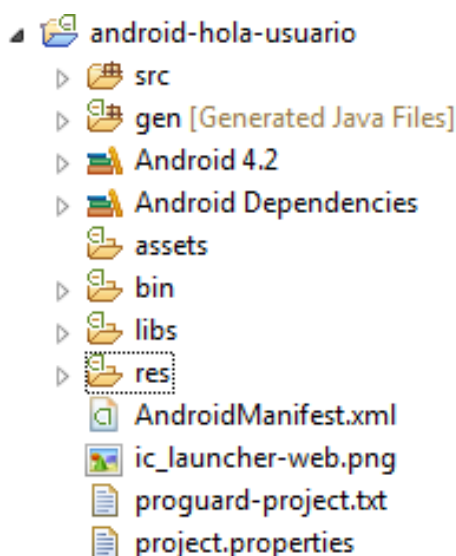 android-hola-usuario
src
gen [Generated Java Files]
Android 4.2
Android Dependencies
assets
bin
libs
res
AndroidManifest.xml
ic_launcher-web.png
proguard-project.txt
project.properties